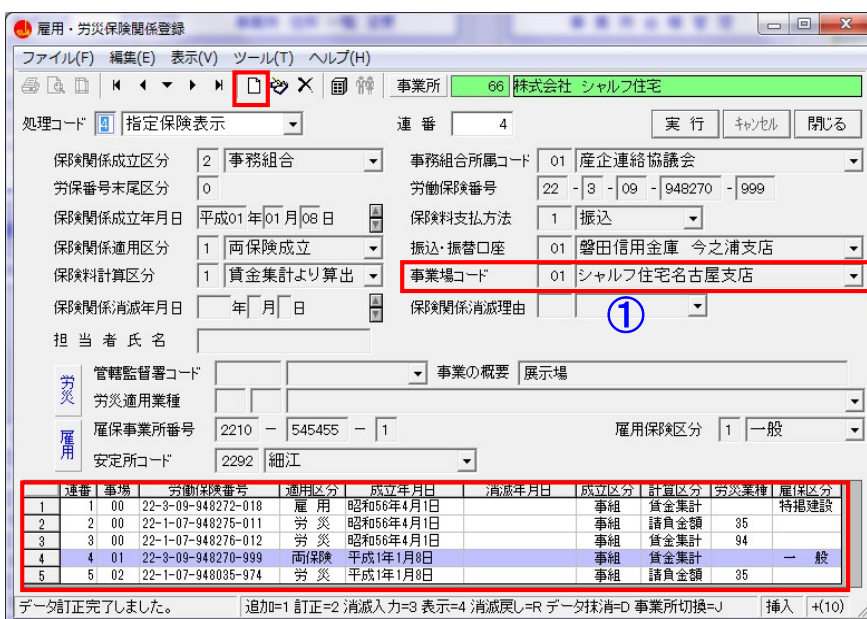 雇用・労災保険関係登録
ファイル(F) 編集(E) 表示(V) ツール(T) ヘルプ(H)
事業所 66 株式会社 シャルフ住宅
処理コード 4 指定保険表示 連番 4 実 行 キャンセル 閉じる
保険関係成立区分 2 事務組合 事務組合所属コード 01 産企連絡協議会
労保番号末尾区分 0 労働保険番号 22 - 3 - 09 - 948270 - 999
保険関係成立年月日 平成01年01月08日 保険料支払方法 1 振込
保険関係適用区分 1 両保険成立 振込・振替口座 01 磐田信用金庫 今之浦支店
保険料計算区分 1 賃金集計より算出 事業場コード 01 シャルフ住宅名古屋支店
保険関係消滅年月日 年 月 日 保険関係消滅理由
①
担 当 者 氏 名
労災 管轄監督署コード 事業の概要 展示場
労災適用業種
雇用 雇保事業所番号 2210 - 545455 - 1 雇用保険区分 1 一般
安定所コード 2292 細江
連番 事場 労働保険番号 適用区分 成立年月日 消滅年月日 成立区分 計算区分 労災業種 雇保区分
1 1 00 22-3-09-948272-018 雇 用 昭和56年4月1日 事組 賃金集計 特掲建設
2 2 00 22-1-07-948275-011 労 災 昭和56年4月1日 事組 請負金額 35
3 3 00 22-1-07-948276-012 労 災 昭和56年4月1日 事組 賃金集計 94
4 4 01 22-3-09-948270-999 両保険 平成1年1月8日 事組 賃金集計 一 般
5 5 02 22-1-07-948035-974 労 災 平成1年1月8日 事組 請負金額 35
データ訂正完了しました。 追加=1 訂正=2 消滅入力=3 表示=4 消滅戻し=R データ抹消=D 事業所切換=J 挿入 +(10)